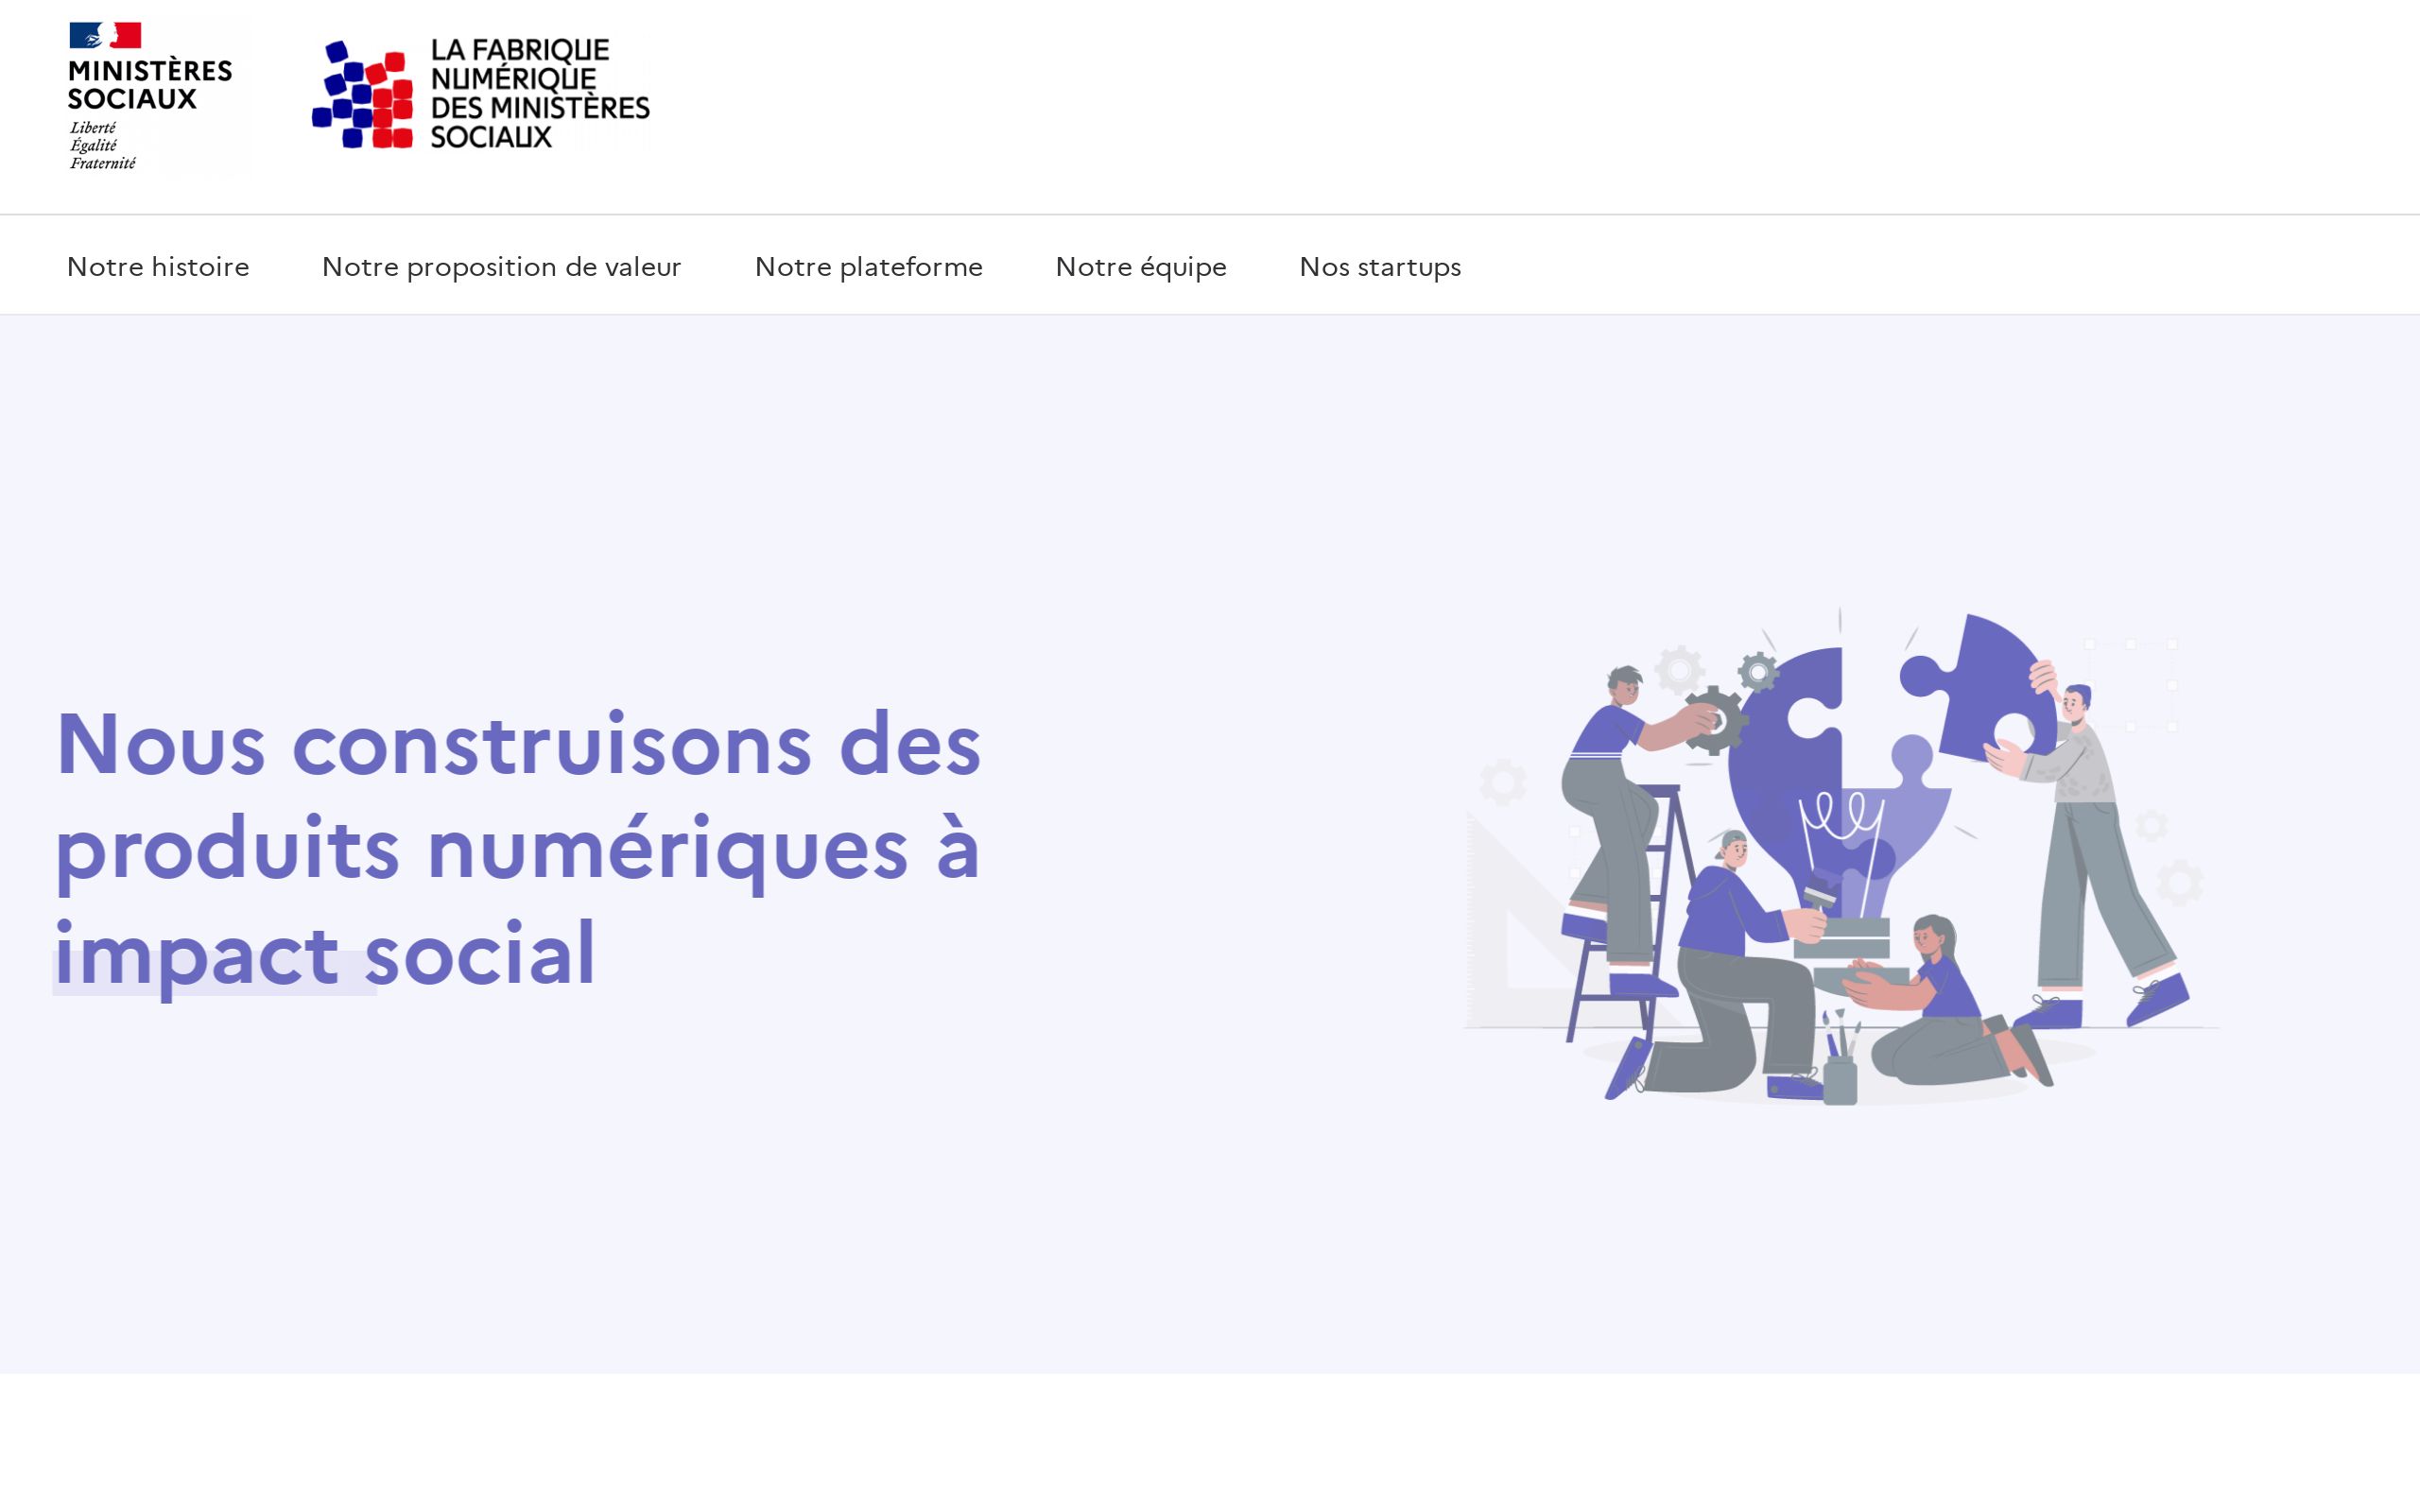 MINISTÈRES
SOCIAUX
Liberté
Égalité
Fraternité
LA FABRIQUE
NUMÉRIQUE
DES MINISTÈRES
SOCIAUX
Notre histoire
Notre proposition de valeur
Notre plateforme
Notre équipe
Nos startups
Nous construisons des
produits numériques à
impact social